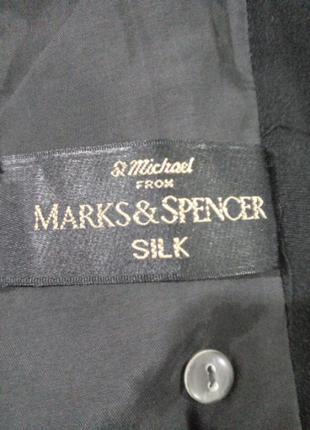 St Michael
FROM
MARKS & SPENCER
SILK